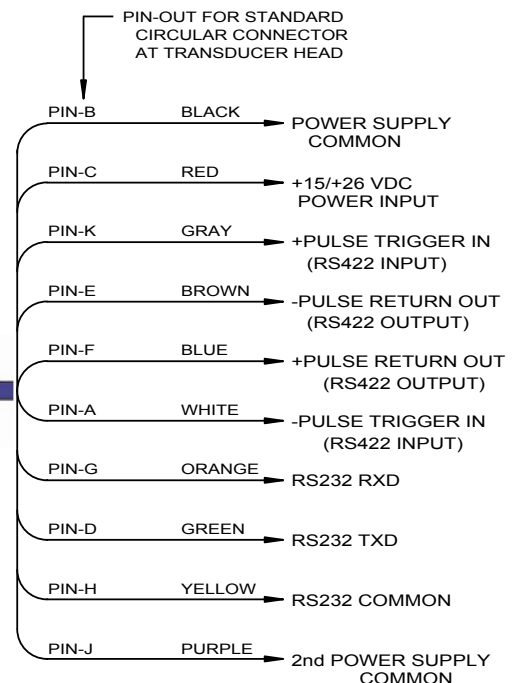 PIN-OUT FOR STANDARD
CIRCULAR CONNECTOR
AT TRANSDUCER HEAD
PIN-B BLACK POWER SUPPLY
COMMON
PIN-C RED +15/+26 VDC
POWER INPUT
PIN-K GRAY +PULSE TRIGGER IN
(RS422 INPUT)
PIN-E BROWN -PULSE RETURN OUT
(RS422 OUTPUT)
PIN-F BLUE +PULSE RETURN OUT
(RS422 OUTPUT)
PIN-A WHITE -PULSE TRIGGER IN
(RS422 INPUT)
PIN-G ORANGE RS232 RXD
PIN-D GREEN RS232 TXD
PIN-H YELLOW RS232 COMMON
PIN-J PURPLE 2nd POWER SUPPLY
COMMON